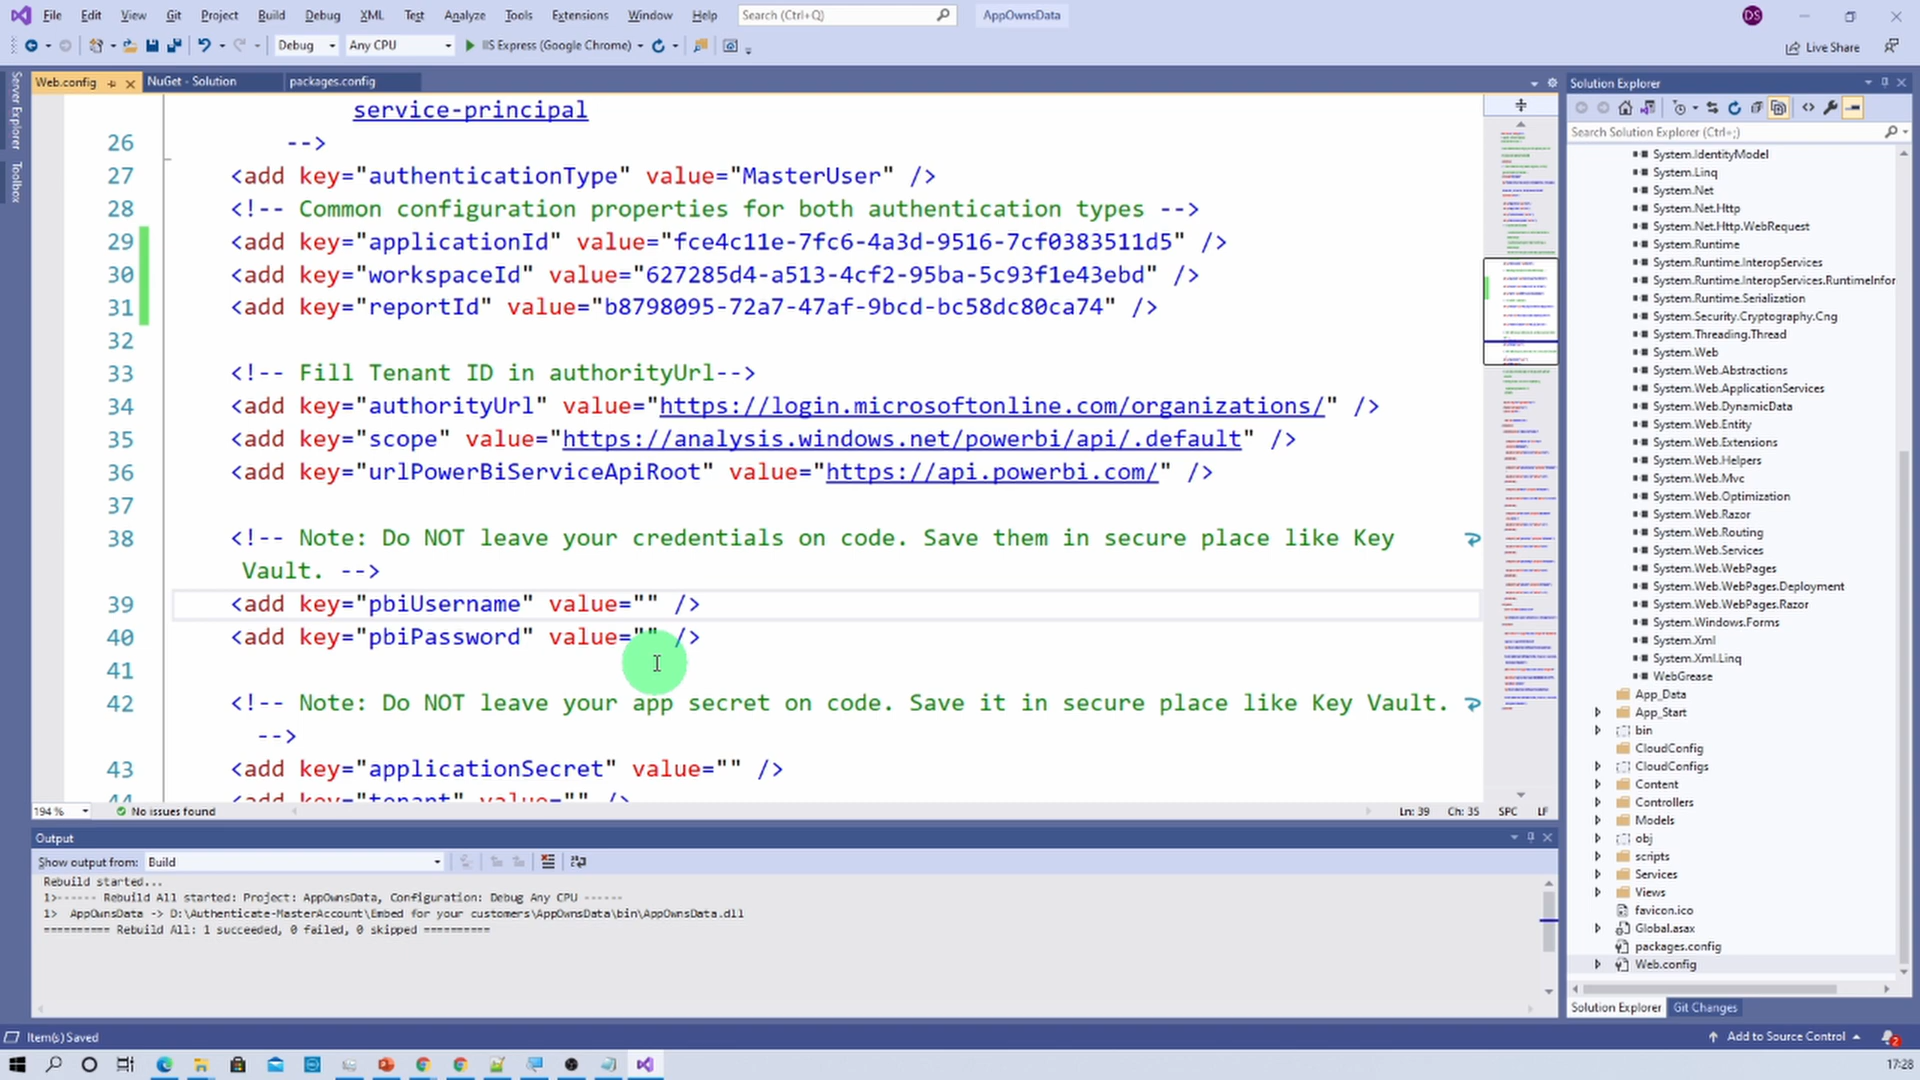 File Edit View Git Project Build Debug XML Test Analyze Tools Extensions Window Help Search (Ctrl+Q) AppOwnsData DS
Debug Any CPU IIS Express (Google Chrome) Live Share
Server Explorer
Toolbox
Web.config NuGet - Solution packages.config
service-principal
26 -->
27 <add key="authenticationType" value="MasterUser" />
28 <!-- Common configuration properties for both authentication types -->
29 <add key="applicationId" value="fce4c11e-7fc6-4a3d-9516-7cf0383511d5" />
30 <add key="workspaceId" value="627285d4-a513-4cf2-95ba-5c93f1e43ebd" />
31 <add key="reportId" value="b8798095-72a7-47af-9bcd-bc58dc80ca74" />
32
33 <!-- Fill Tenant ID in authorityUrl-->
34 <add key="authorityUrl" value="https://login.microsoftonline.com/organizations/" />
35 <add key="scope" value="https://analysis.windows.net/powerbi/api/.default" />
36 <add key="urlPowerBiServiceApiRoot" value="https://api.powerbi.com/" />
37
38 <!-- Note: Do NOT leave your credentials on code. Save them in secure place like Key
Vault. -->
39 <add key="pbiUsername" value="" />
40 <add key="pbiPassword" value="" />
41
42 <!-- Note: Do NOT leave your app secret on code. Save it in secure place like Key Vault.
-->
43 <add key="applicationSecret" value="" />
44 <add key="tenant" value="" />
194 % No issues found Ln: 39 Ch: 35 SPC LF
Output
Show output from: Build
Rebuild started...
1>------ Rebuild All started: Project: AppOwnsData, Configuration: Debug Any CPU ------
1> AppOwnsData -> D:\Authenticate-MasterAccount\Embed for your customers\AppOwnsData\bin\AppOwnsData.dll
========== Rebuild All: 1 succeeded, 0 failed, 0 skipped ==========
Solution Explorer
Search Solution Explorer (Ctrl+;)
System.IdentityModel
System.Linq
System.Net
System.Net.Http
System.Net.Http.WebRequest
System.Runtime
System.Runtime.InteropServices
System.Runtime.InteropServices.RuntimeInfor
System.Runtime.Serialization
System.Security.Cryptography.Cng
System.Threading.Thread
System.Web
System.Web.Abstractions
System.Web.ApplicationServices
System.Web.DynamicData
System.Web.Entity
System.Web.Extensions
System.Web.Helpers
System.Web.Mvc
System.Web.Optimization
System.Web.Razor
System.Web.Routing
System.Web.Services
System.Web.WebPages
System.Web.WebPages.Deployment
System.Web.WebPages.Razor
System.Windows.Forms
System.Xml
System.Xml.Linq
WebGrease
App_Data
App_Start
bin
CloudConfig
CloudConfigs
Content
Controllers
Models
obj
scripts
Services
Views
favicon.ico
Global.asax
packages.config
Web.config
Solution Explorer Git Changes
Item(s) Saved Add to Source Control 2
17:28